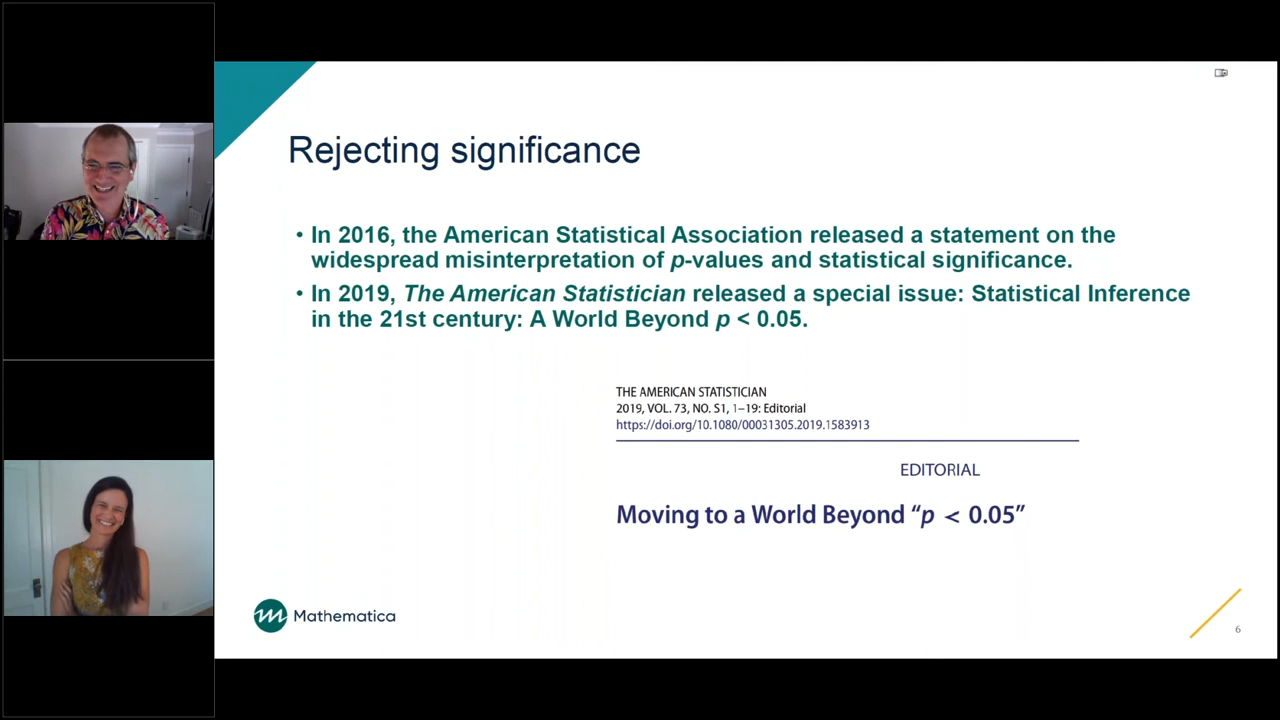 Rejecting significance
• In 2016, the American Statistical Association released a statement on the
widespread misinterpretation of p-values and statistical significance.
• In 2019, The American Statistician released a special issue: Statistical Inference
in the 21st century: A World Beyond p < 0.05.
THE AMERICAN STATISTICIAN
2019, VOL. 73, NO. S1, 1–19: Editorial
https://doi.org/10.1080/00031305.2019.1583913
EDITORIAL
Moving to a World Beyond “p < 0.05”
Mathematica
6